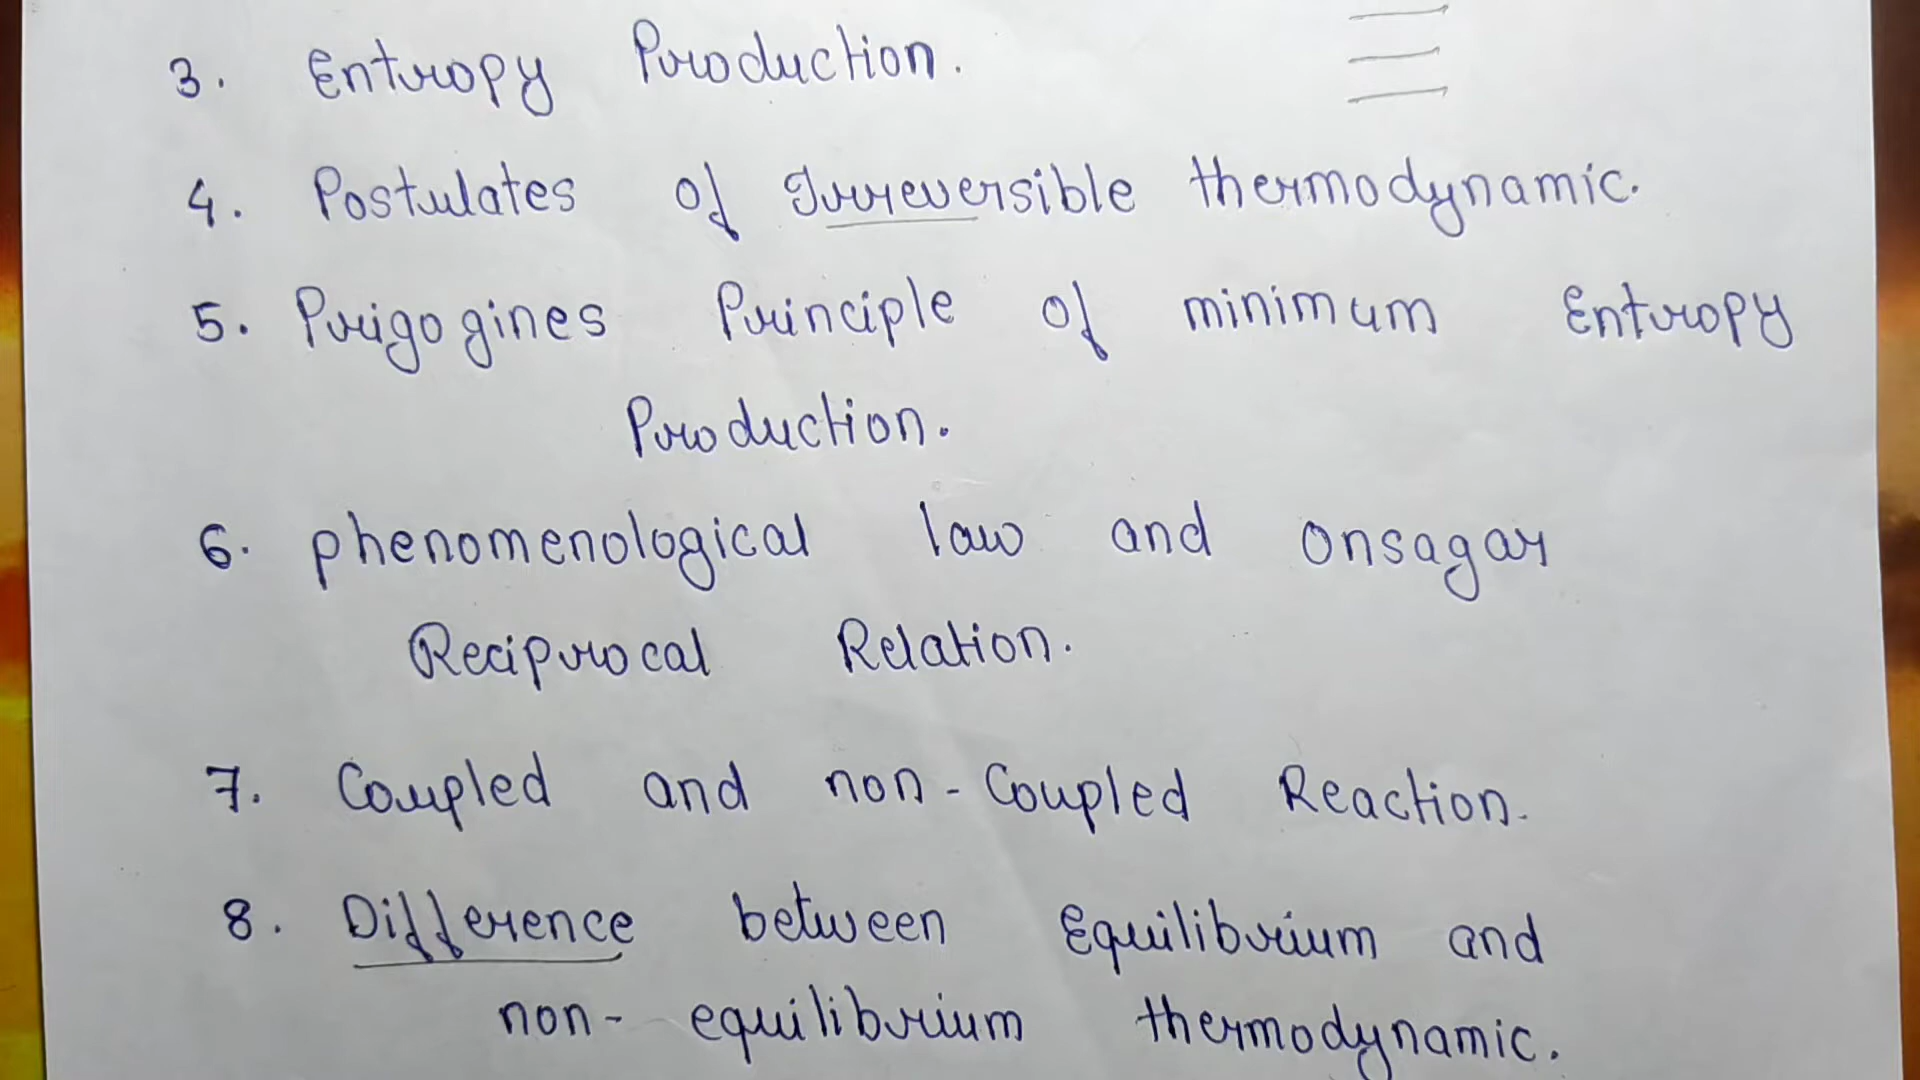 3. Entropy Production.
4. Postulates of Irreversible thermodynamic.
5. Prigogines Principle of minimum Entropy
Production.
6. phenomenological law and onsagar
Reciprocal Relation.
7. Coupled and non-Coupled Reaction.
8. Difference between Equilibrium and
non-equilibrium thermodynamic.